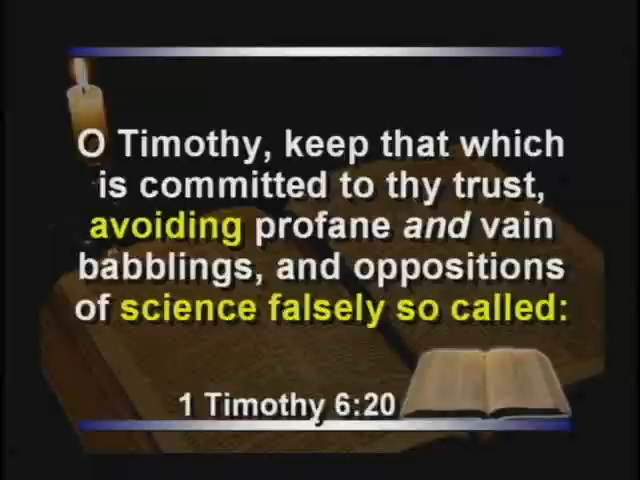 O Timothy, keep that which
is committed to thy trust,
avoiding profane and vain
babblings, and oppositions
of science falsely so called:
1 Timothy 6:20